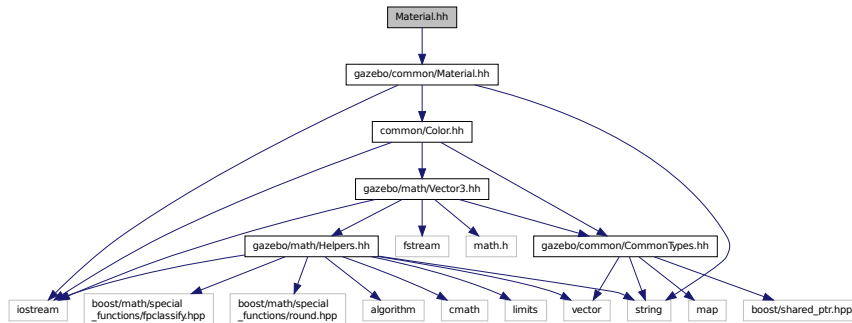 Material.hh
gazebo/common/Material.hh
common/Color.hh
gazebo/math/Vector3.hh
gazebo/math/Helpers.hh
fstream
math.h
gazebo/common/CommonTypes.hh
iostream
boost/math/special
_functions/fpclassify.hpp
boost/math/special
_functions/round.hpp
algorithm
cmath
limits
vector
string
map
boost/shared_ptr.hpp